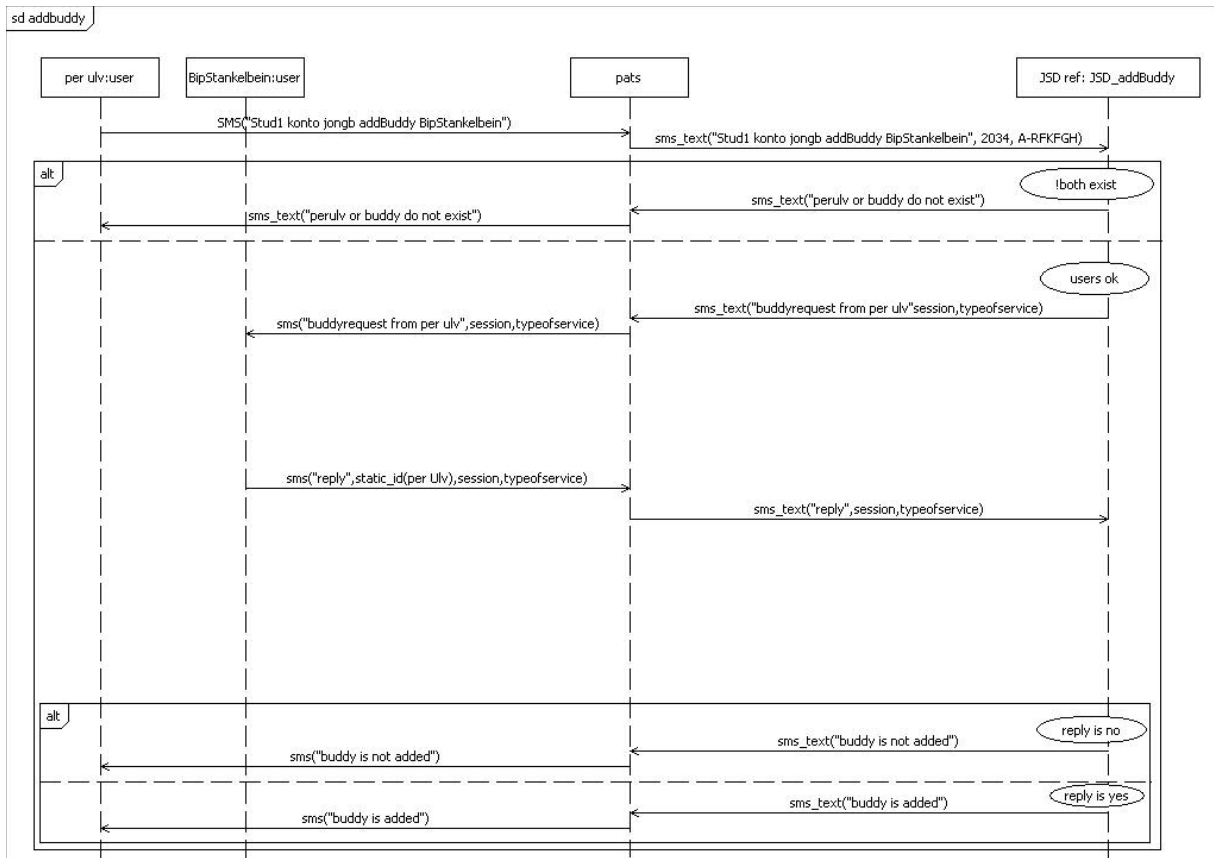 sd addbuddy
per ulv:user
BipStankelbein:user
pats
JSD ref: JSD_addBuddy
SMS("Stud1 konto jongb addBuddy BipStankelbein")
sms_text("Stud1 konto jongb addBuddy BipStankelbein", 2034, A-RFKFGH)
alt
!both exist
sms_text("perulv or buddy do not exist")
sms_text("perulv or buddy do not exist")
users ok
sms_text("buddyrequest from per ulv"session,typeofservice)
sms("buddyrequest from per ulv",session,typeofservice)
sms("reply",static_id(per Ulv),session,typeofservice)
sms_text("reply",session,typeofservice)
alt
reply is no
sms_text("buddy is not added")
sms("buddy is not added")
reply is yes
sms_text("buddy is added")
sms("buddy is added")